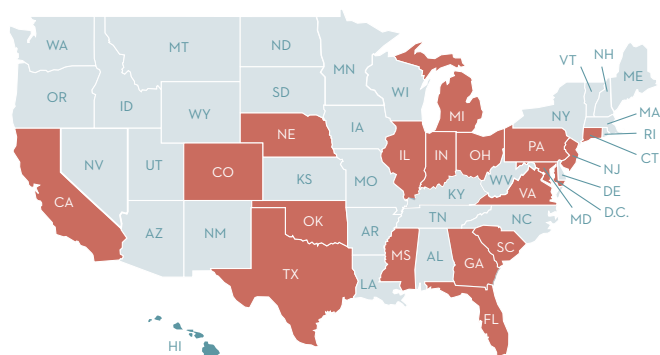 WA
MT
ND
MN
VT
NH
ME
OR
ID
WY
SD
WI
MI
NY
MA
RI
CT
NE
IA
IL
IN
OH
PA
NJ
NV
UT
CO
KS
MO
KY
WV
VA
DE
D.C.
MD
CA
AZ
NM
OK
AR
TN
NC
TX
MS
AL
GA
SC
LA
FL
HI